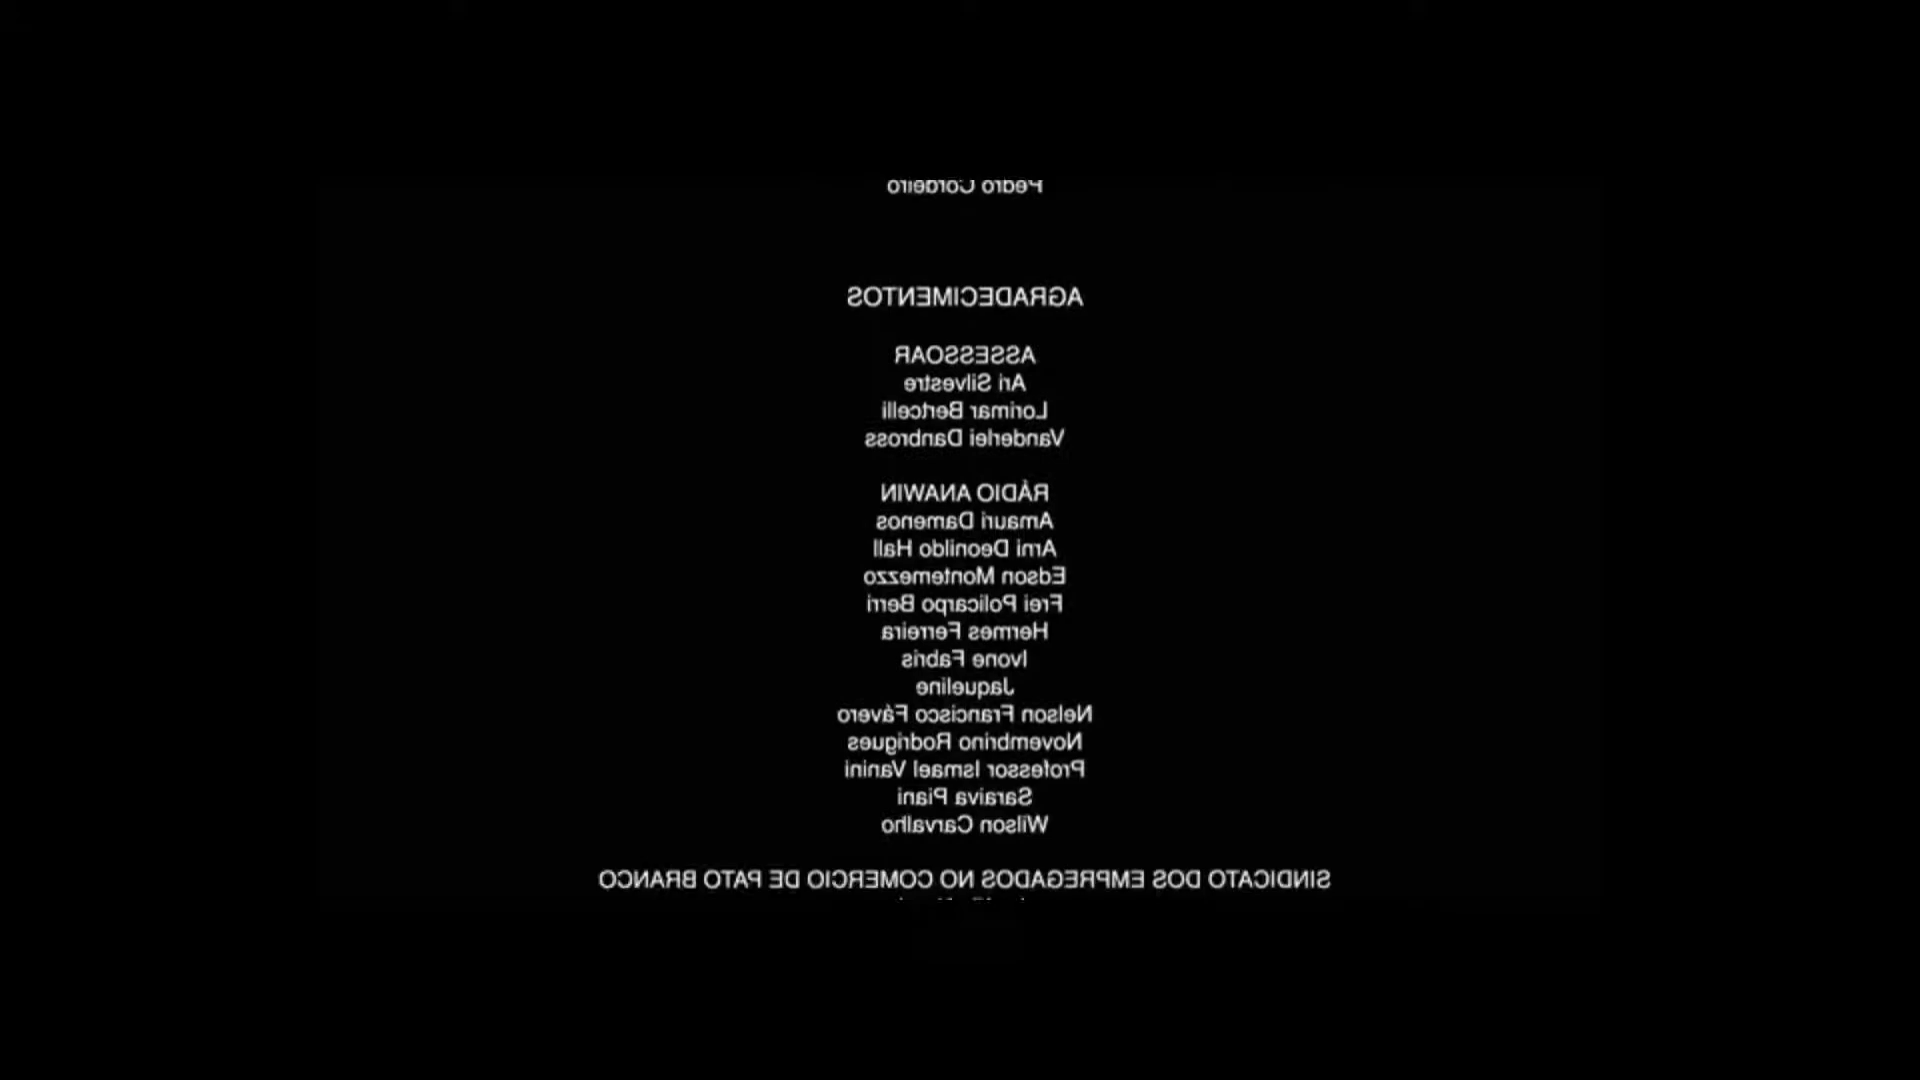 Pedro Cordeiro
AGRADECIMENTOS
ASSESSOAR
Ari Silvestre
Lorimar Bertcelli
Vanderlei Danbross
RÁDIO ANAWIN
Amauri Damenos
Arni Deonildo Hall
Edson Montemezzo
Frei Policarpo Berri
Hermes Ferreira
Ivone Fabris
Jaqueline
Nelson Francisco Fávero
Novembrino Rodrigues
Professor Ismael Vanini
Saraiva Piani
Wilson Carvalho
SINDICATO DOS EMPREGADOS NO COMERCIO DE PATO BRANCO